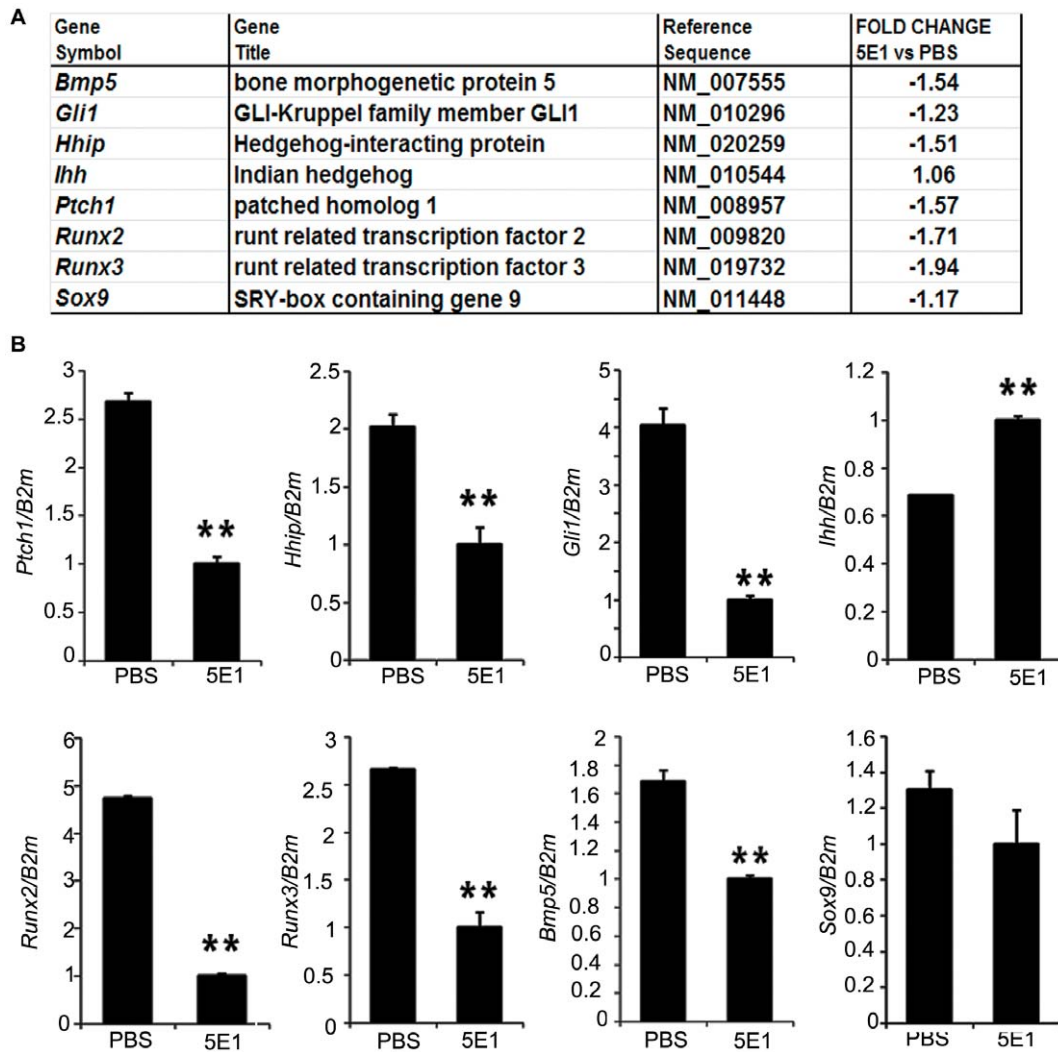 A
Gene Symbol Gene Title Reference Sequence FOLD CHANGE 5E1 vs PBS
Bmp5 bone morphogenetic protein 5 NM_007555 -1.54
Gli1 GLI-Kruppel family member GLI1 NM_010296 -1.23
Hhip Hedgehog-interacting protein NM_020259 -1.51
Ihh Indian hedgehog NM_010544 1.06
Ptch1 patched homolog 1 NM_008957 -1.57
Runx2 runt related transcription factor 2 NM_009820 -1.71
Runx3 runt related transcription factor 3 NM_019732 -1.94
Sox9 SRY-box containing gene 9 NM_011448 -1.17
B
Ptch1/B2m
3
2.5
2
1.5
1
0.5
0
**
PBS 5E1
Hhip/B2m
2.5
2
1.5
1
0.5
0
**
PBS 5E1
Gli1/B2m
5
4
3
2
1
0
**
PBS 5E1
Ihh/B2m
1.2
1
0.8
0.6
0.4
0.2
0
**
PBS 5E1
Runx2/B2m
6
5
4
3
2
1
0
**
PBS 5E1
Runx3/B2m
3
2.5
2
1.5
1
0.5
0
**
PBS 5E1
Bmp5/B2m
2
1.8
1.6
1.4
1.2
1
0.8
0.6
0.4
0.2
0
**
PBS 5E1
Sox9/B2m
1.6
1.4
1.2
1
0.8
0.6
0.4
0.2
0
PBS 5E1